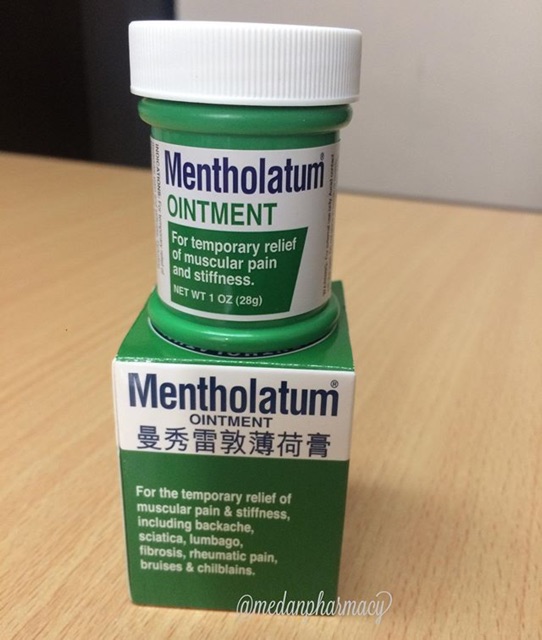 Mentholatum®
OINTMENT
For temporary relief
of muscular pain
and stiffness.
NET WT 1 OZ (28g)
Mentholatum®
OINTMENT
曼秀雷敦薄荷膏
For the temporary relief of
muscular pain & stiffness,
including backache,
sciatica, lumbago,
fibrosis, rheumatic pain,
bruises & chilblains.
@medanpharmacy